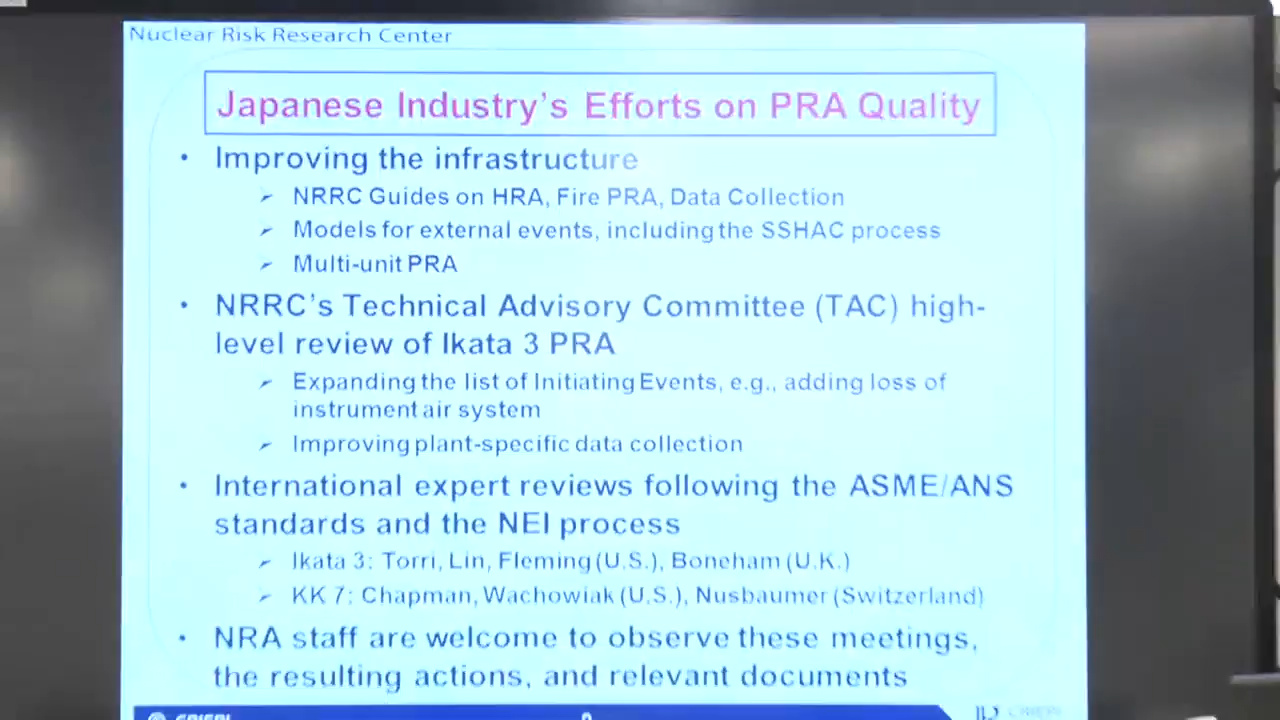 Nuclear Risk Research Center
Japanese Industry's Efforts on PRA Quality
• Improving the infrastructure
➢ NRRC Guides on HRA, Fire PRA, Data Collection
➢ Models for external events, including the SSHAC process
➢ Multi-unit PRA
• NRRC's Technical Advisory Committee (TAC) high-
level review of Ikata 3 PRA
➢ Expanding the list of Initiating Events, e.g., adding loss of
instrument air system
➢ Improving plant-specific data collection
• International expert reviews following the ASME/ANS
standards and the NEI process
➢ Ikata 3: Torri, Lin, Fleming (U.S.), Boneham (U.K.)
➢ KK 7: Chapman, Wachowiak (U.S.), Nusbaumer (Switzerland)
• NRA staff are welcome to observe these meetings,
the resulting actions, and relevant documents